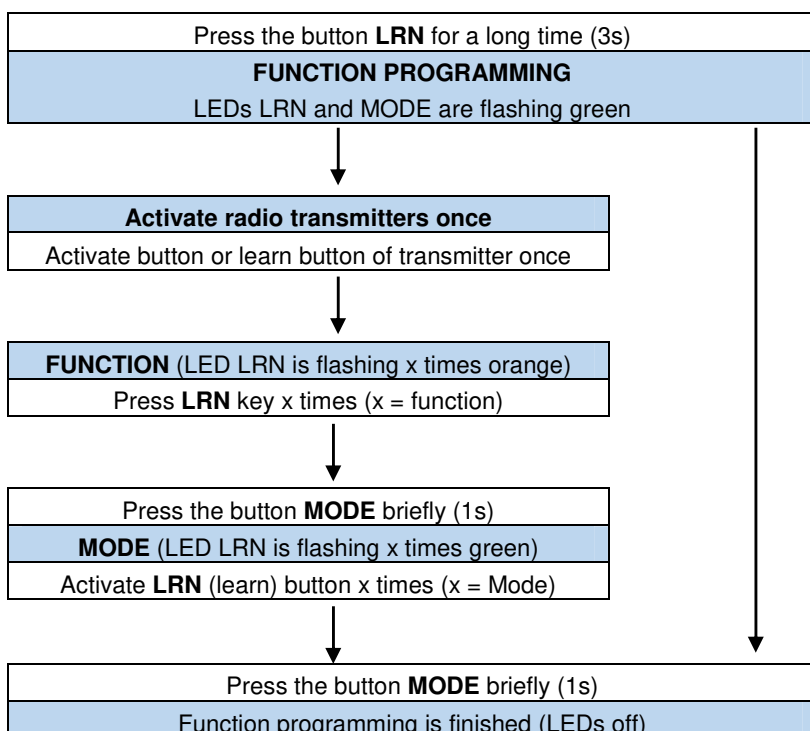 Press the button LRN for a long time (3s)
FUNCTION PROGRAMMING
LEDs LRN and MODE are flashing green
Activate radio transmitters once
Activate button or learn button of transmitter once
FUNCTION (LED LRN is flashing x times orange)
Press LRN key x times (x = function)
Press the button MODE briefly (1s)
MODE (LED LRN is flashing x times green)
Activate LRN (learn) button x times (x = Mode)
Press the button MODE briefly (1s)
Function programming is finished (LEDs off)